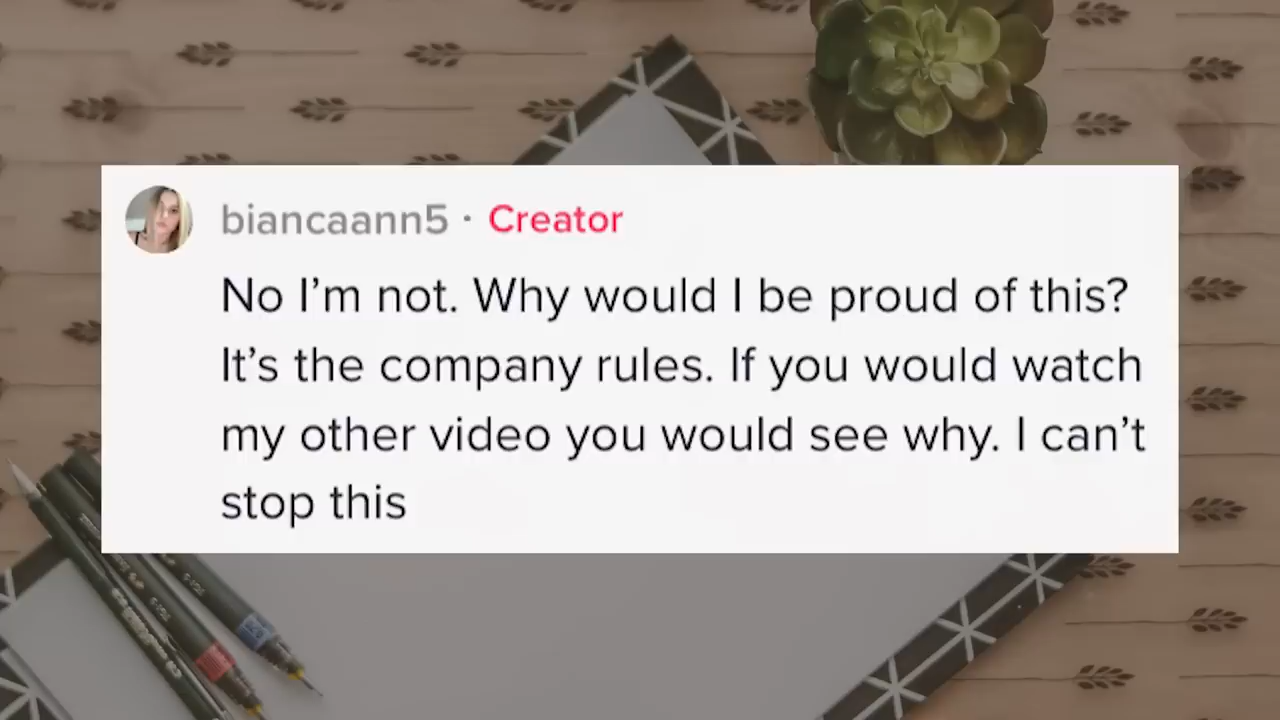 biancaann5 · Creator
No I’m not. Why would I be proud of this?
It’s the company rules. If you would watch
my other video you would see why. I can’t
stop this